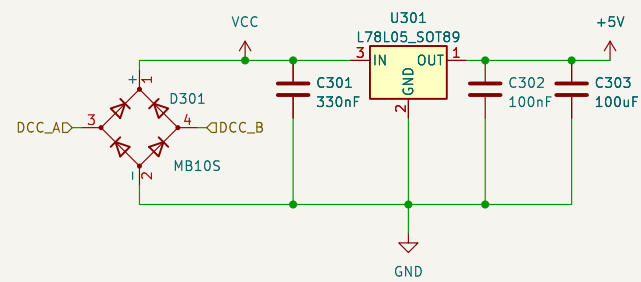 U301
VCC
+5V
L78L05_SOT89
3 IN OUT 1
GND
2
+
1
C301
330nF
C302
100nF
C303
100uF
D301
DCC_A
3
4
DCC_B
MB10S
-
2
GND